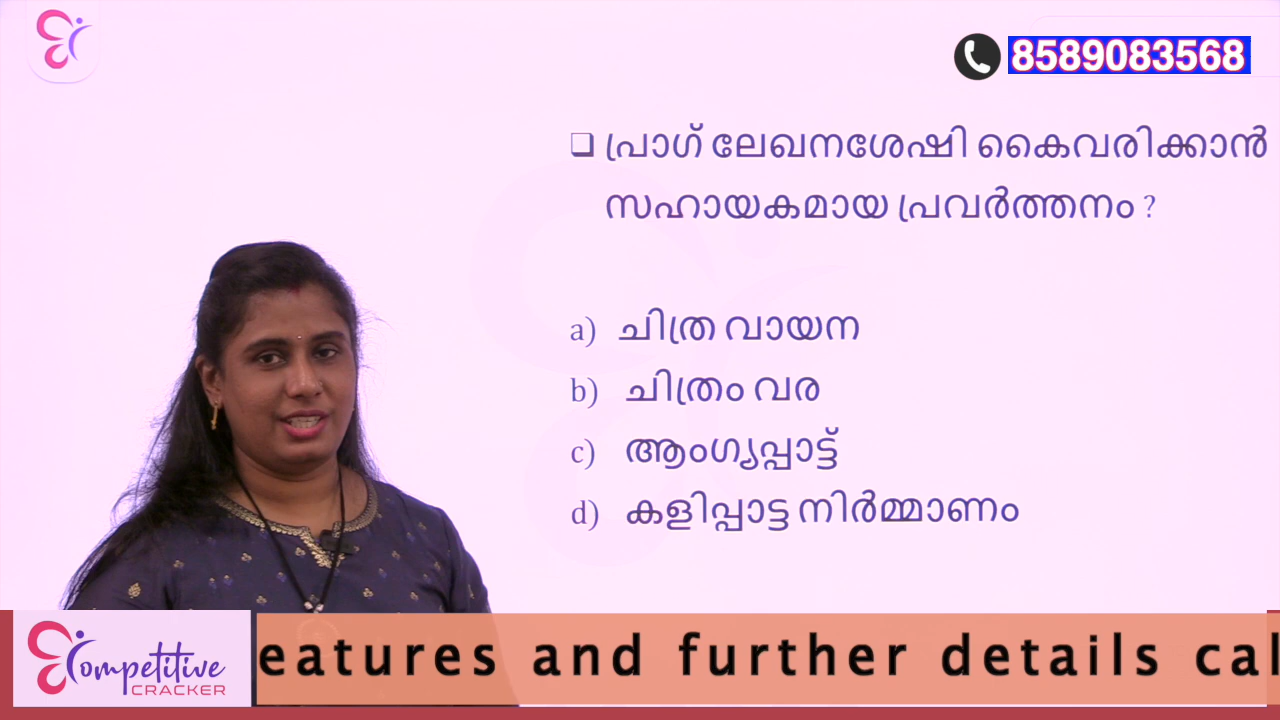 8589083568
❑ പ്രാഗ് ലേഖനശേഷി കൈവരിക്കാൻ
സഹായകമായ പ്രവർത്തനം ?
a) ചിത്ര വായന
b) ചിത്രം വര
c) ആംഗ്യപ്പാട്ട്
d) കളിപ്പാട്ട നിർമ്മാണം
Competitive
CRACKER
eatures and further details cal